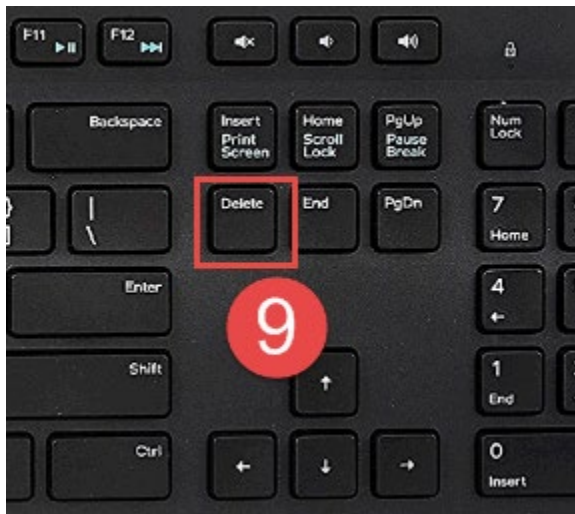 F11 F12
Backspace Insert Home PgUp Num
Print Scroll Pause Lock
Screen Lock Break
} | Delete End PgDn 7
] \ Home
Enter 4
←
9
Shift ↑ 1
End
Ctrl ← ↓ → 0
Insert